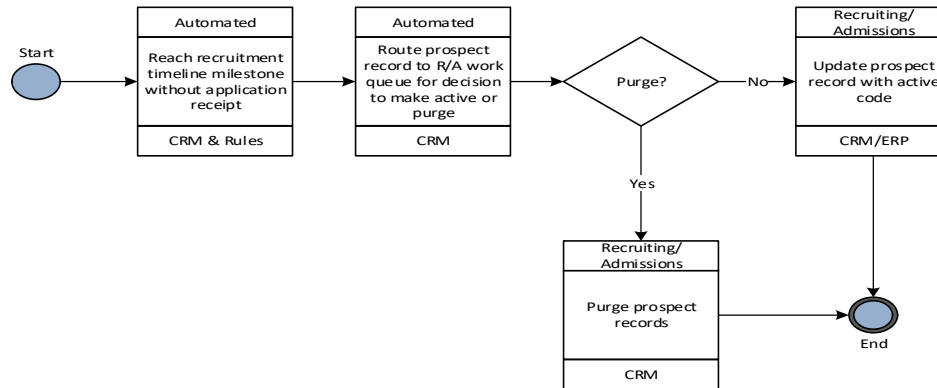 Start
Automated
Reach recruitment
timeline milestone
without application
receipt
CRM & Rules
Automated
Route prospect
record to R/A work
queue for decision
to make active or
purge
CRM
Purge?
No
Recruiting/
Admissions
Update prospect
record with active
code
CRM/ERP
Yes
Recruiting/
Admissions
Purge prospect
records
CRM
End